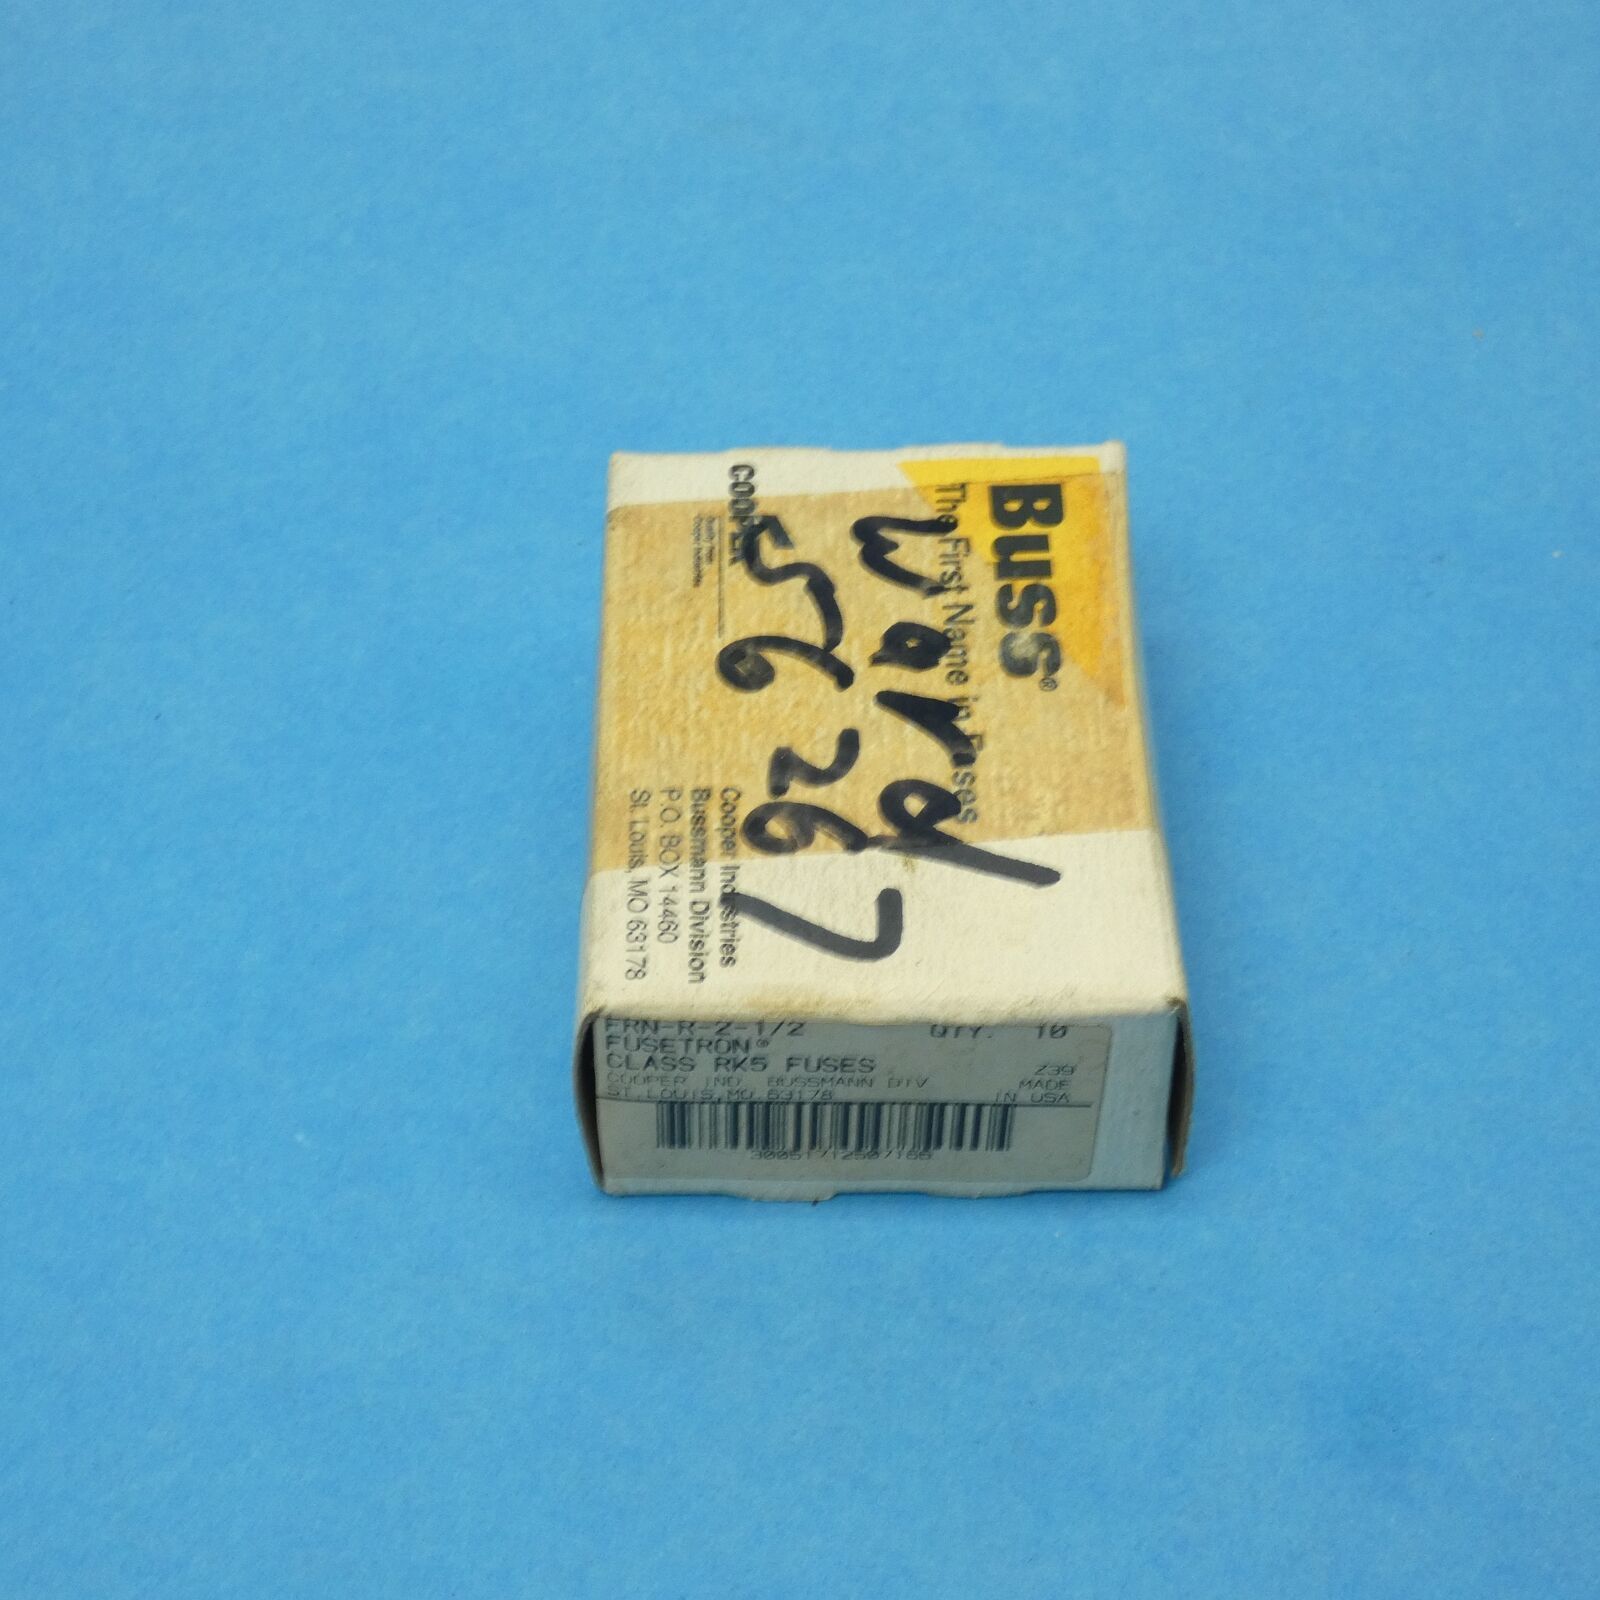 BUSS®
The First Name in Fuses
Ward
56267
COOPER
Cooper Industries
Bussmann Division
P.O. BOX 14460
St. Louis, MO 63178
FRN-R-2-1/2 QTY. 10
FUSETRON®
CLASS RK5 FUSES Z39
COOPER IND. BUSSMANN DIV MADE
ST.LOUIS,MO.63178 IN USA